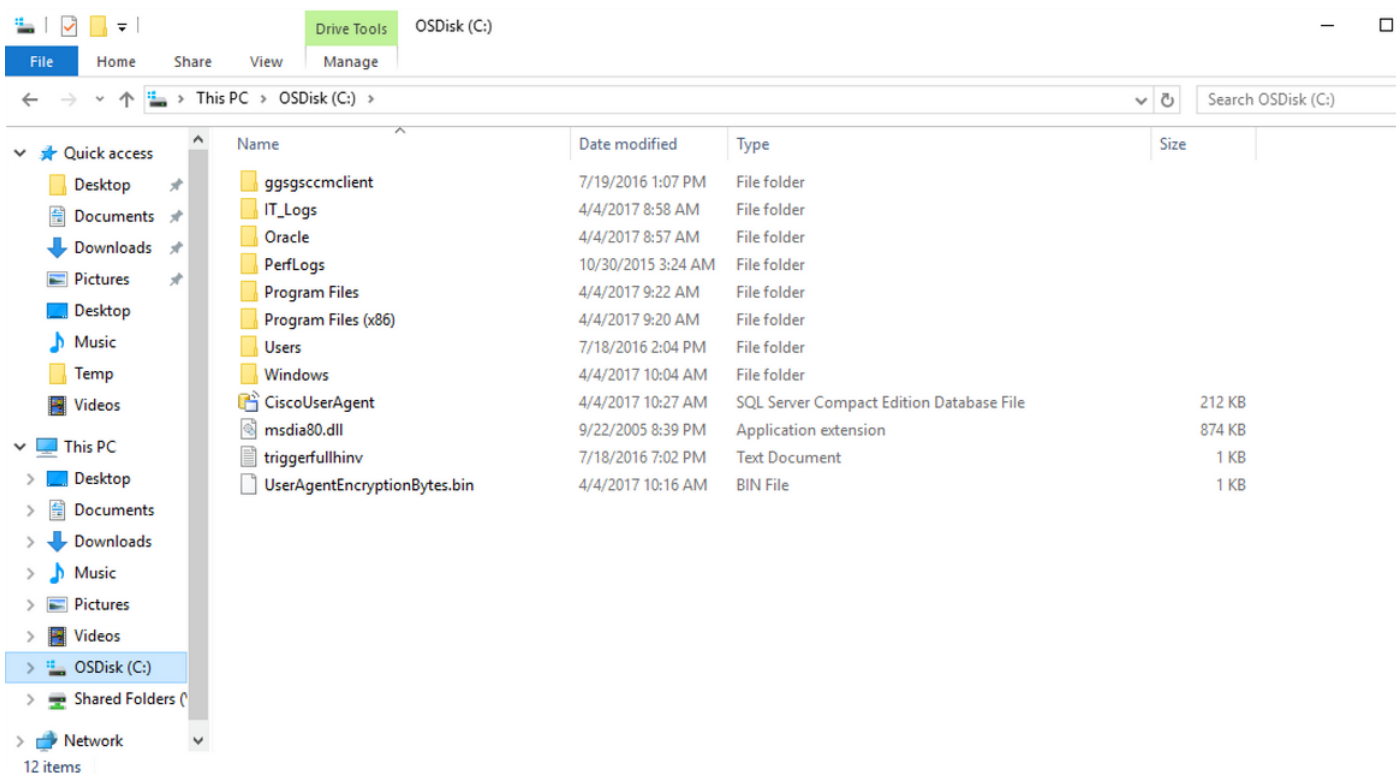 Drive Tools OSDisk (C:)
File Home Share View Manage
This PC > OSDisk (C:) > Search OSDisk (C:)
Quick access
Desktop
Documents
Downloads
Pictures
Desktop
Music
Temp
Videos
This PC
Desktop
Documents
Downloads
Music
Pictures
Videos
OSDisk (C:)
Shared Folders (
Network
Name Date modified Type Size
ggsgsccmclient 7/19/2016 1:07 PM File folder
IT_Logs 4/4/2017 8:58 AM File folder
Oracle 4/4/2017 8:57 AM File folder
PerfLogs 10/30/2015 3:24 AM File folder
Program Files 4/4/2017 9:22 AM File folder
Program Files (x86) 4/4/2017 9:20 AM File folder
Users 7/18/2016 2:04 PM File folder
Windows 4/4/2017 10:04 AM File folder
CiscoUserAgent 4/4/2017 10:27 AM SQL Server Compact Edition Database File 212 KB
msdia80.dll 9/22/2005 8:39 PM Application extension 874 KB
triggerfullhinv 7/18/2016 7:02 PM Text Document 1 KB
UserAgentEncryptionBytes.bin 4/4/2017 10:16 AM BIN File 1 KB
12 items